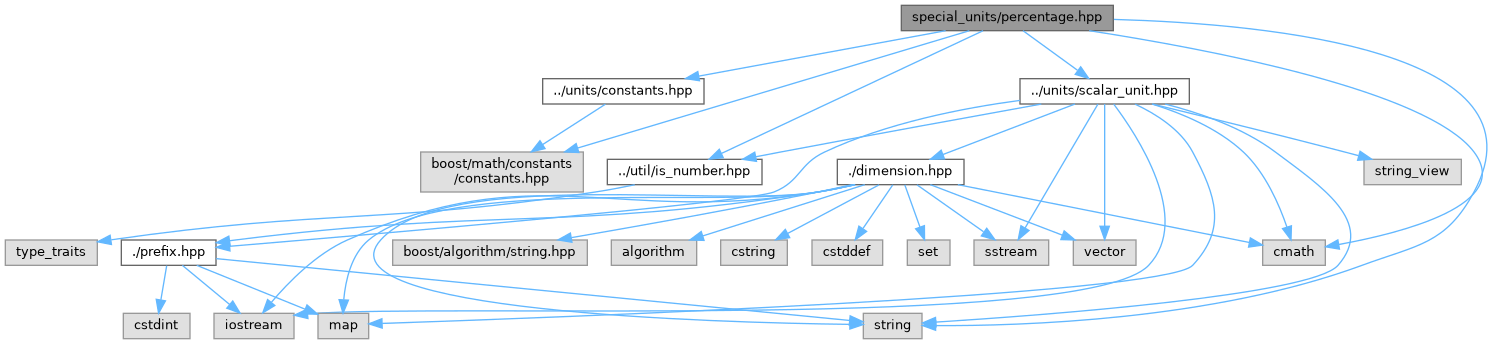 special_units/percentage.hpp
../units/constants.hpp
../units/scalar_unit.hpp
boost/math/constants
/constants.hpp
../util/is_number.hpp
./dimension.hpp
string_view
type_traits
./prefix.hpp
boost/algorithm/string.hpp
algorithm
cstring
cstddef
set
sstream
vector
cmath
cstdint
iostream
map
string